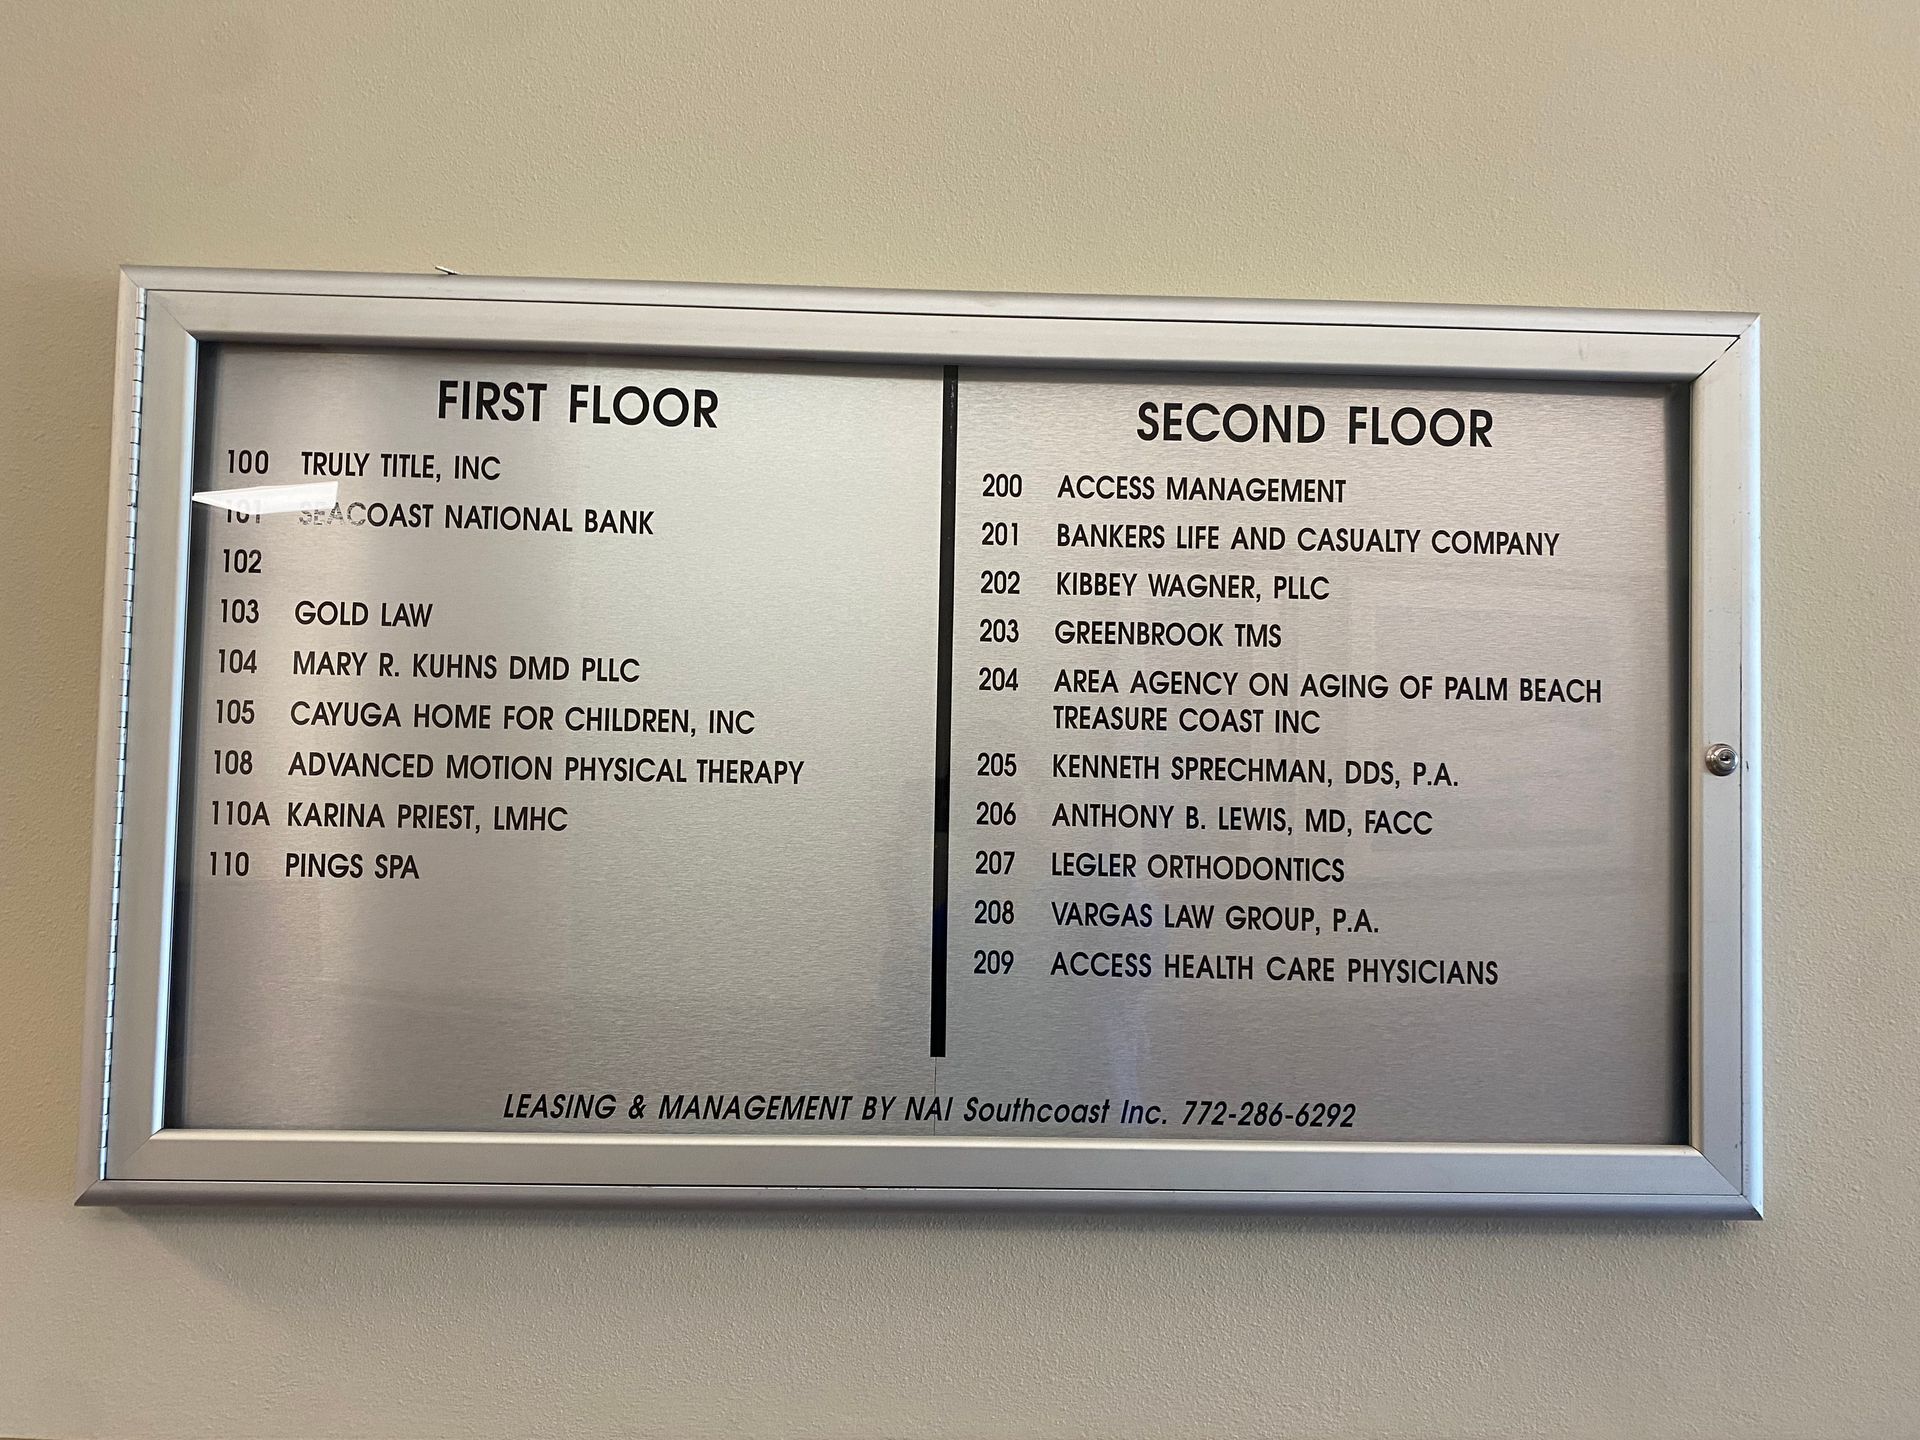 FIRST FLOOR
100 TRULY TITLE, INC
101 SEACOAST NATIONAL BANK
102
103 GOLD LAW
104 MARY R. KUHNS DMD PLLC
105 CAYUGA HOME FOR CHILDREN, INC
108 ADVANCED MOTION PHYSICAL THERAPY
110A KARINA PRIEST, LMHC
110 PINGS SPA
SECOND FLOOR
200 ACCESS MANAGEMENT
201 BANKERS LIFE AND CASUALTY COMPANY
202 KIBBEY WAGNER, PLLC
203 GREENBROOK TMS
204 AREA AGENCY ON AGING OF PALM BEACH
TREASURE COAST INC
205 KENNETH SPRECHMAN, DDS, P.A.
206 ANTHONY B. LEWIS, MD, FACC
207 LEGLER ORTHODONTICS
208 VARGAS LAW GROUP, P.A.
209 ACCESS HEALTH CARE PHYSICIANS
LEASING & MANAGEMENT BY NAI Southcoast Inc. 772-286-6292